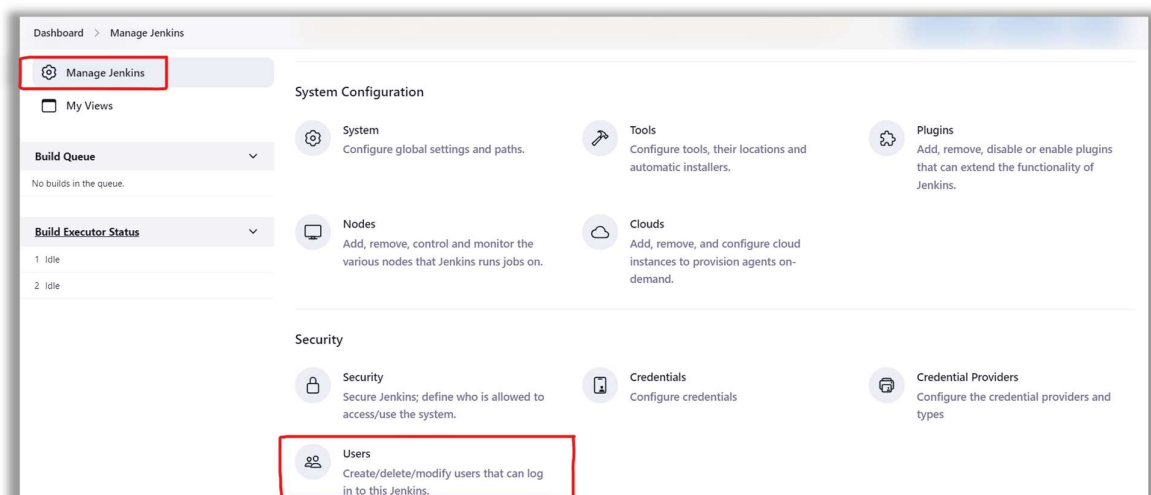 Dashboard > Manage Jenkins
Manage Jenkins
My Views
Build Queue
No builds in the queue.
Build Executor Status
1 Idle
2 Idle
System Configuration
System
Configure global settings and paths.
Tools
Configure tools, their locations and
automatic installers.
Plugins
Add, remove, disable or enable plugins
that can extend the functionality of
Jenkins.
Nodes
Add, remove, control and monitor the
various nodes that Jenkins runs jobs on.
Clouds
Add, remove, and configure cloud
instances to provision agents on-
demand.
Security
Security
Secure Jenkins; define who is allowed to
access/use the system.
Credentials
Configure credentials
Credential Providers
Configure the credential providers and
types
Users
Create/delete/modify users that can log
in to this Jenkins.